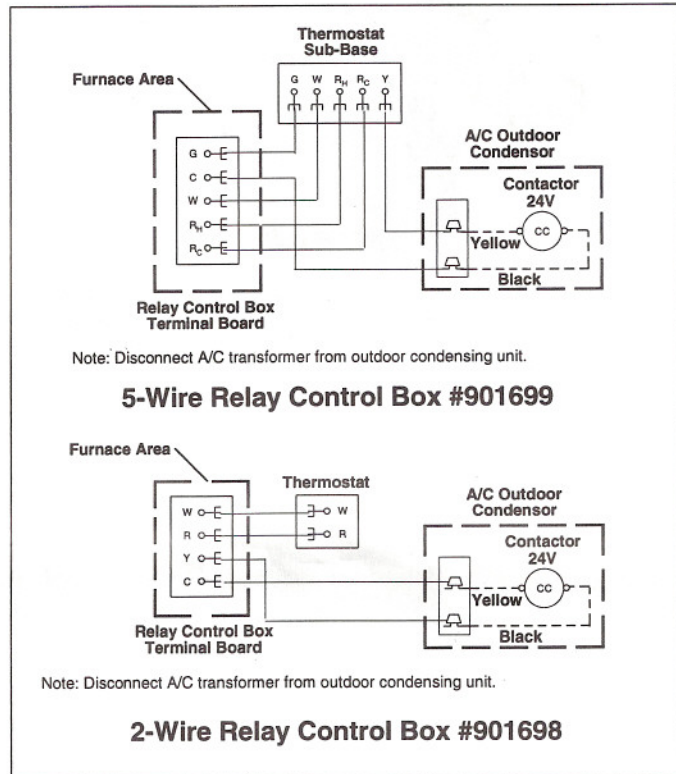 Thermostat
Sub-Base
G W RH RC Y
Furnace Area
G
C
W
RH
RC
Relay Control Box
Terminal Board
A/C Outdoor
Condensor
Contactor
24V
CC
Yellow
Black
Note: Disconnect A/C transformer from outdoor condensing unit.
5-Wire Relay Control Box #901699
Furnace Area
W
R
Y
C
Thermostat
W
R
Relay Control Box
Terminal Board
A/C Outdoor
Condensor
Contactor
24V
CC
Yellow
Black
Note: Disconnect A/C transformer from outdoor condensing unit.
2-Wire Relay Control Box #901698